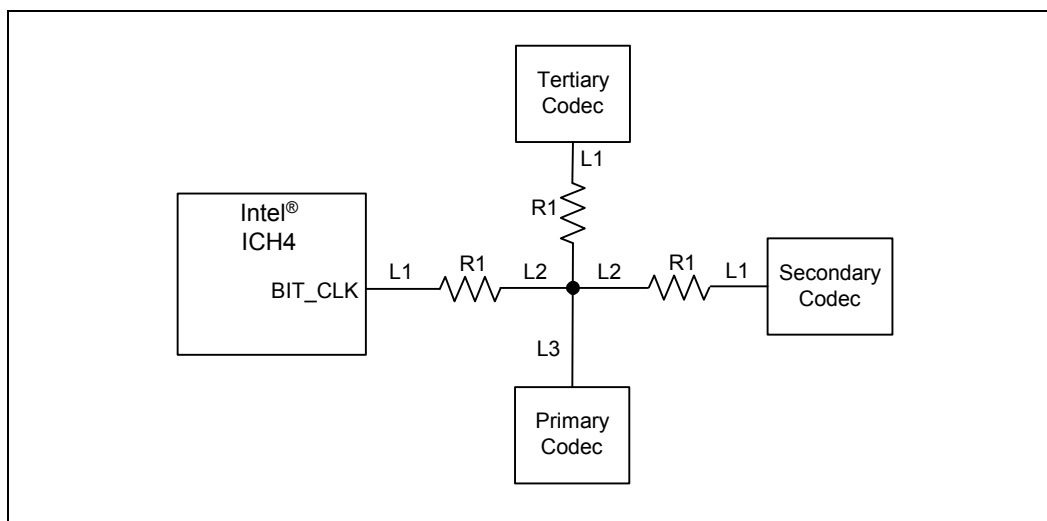 Tertiary
Codec
L1
R1
Intel®
ICH4
BIT_CLK
L1
R1
L2
L2
R1
L1
Secondary
Codec
L3
Primary
Codec